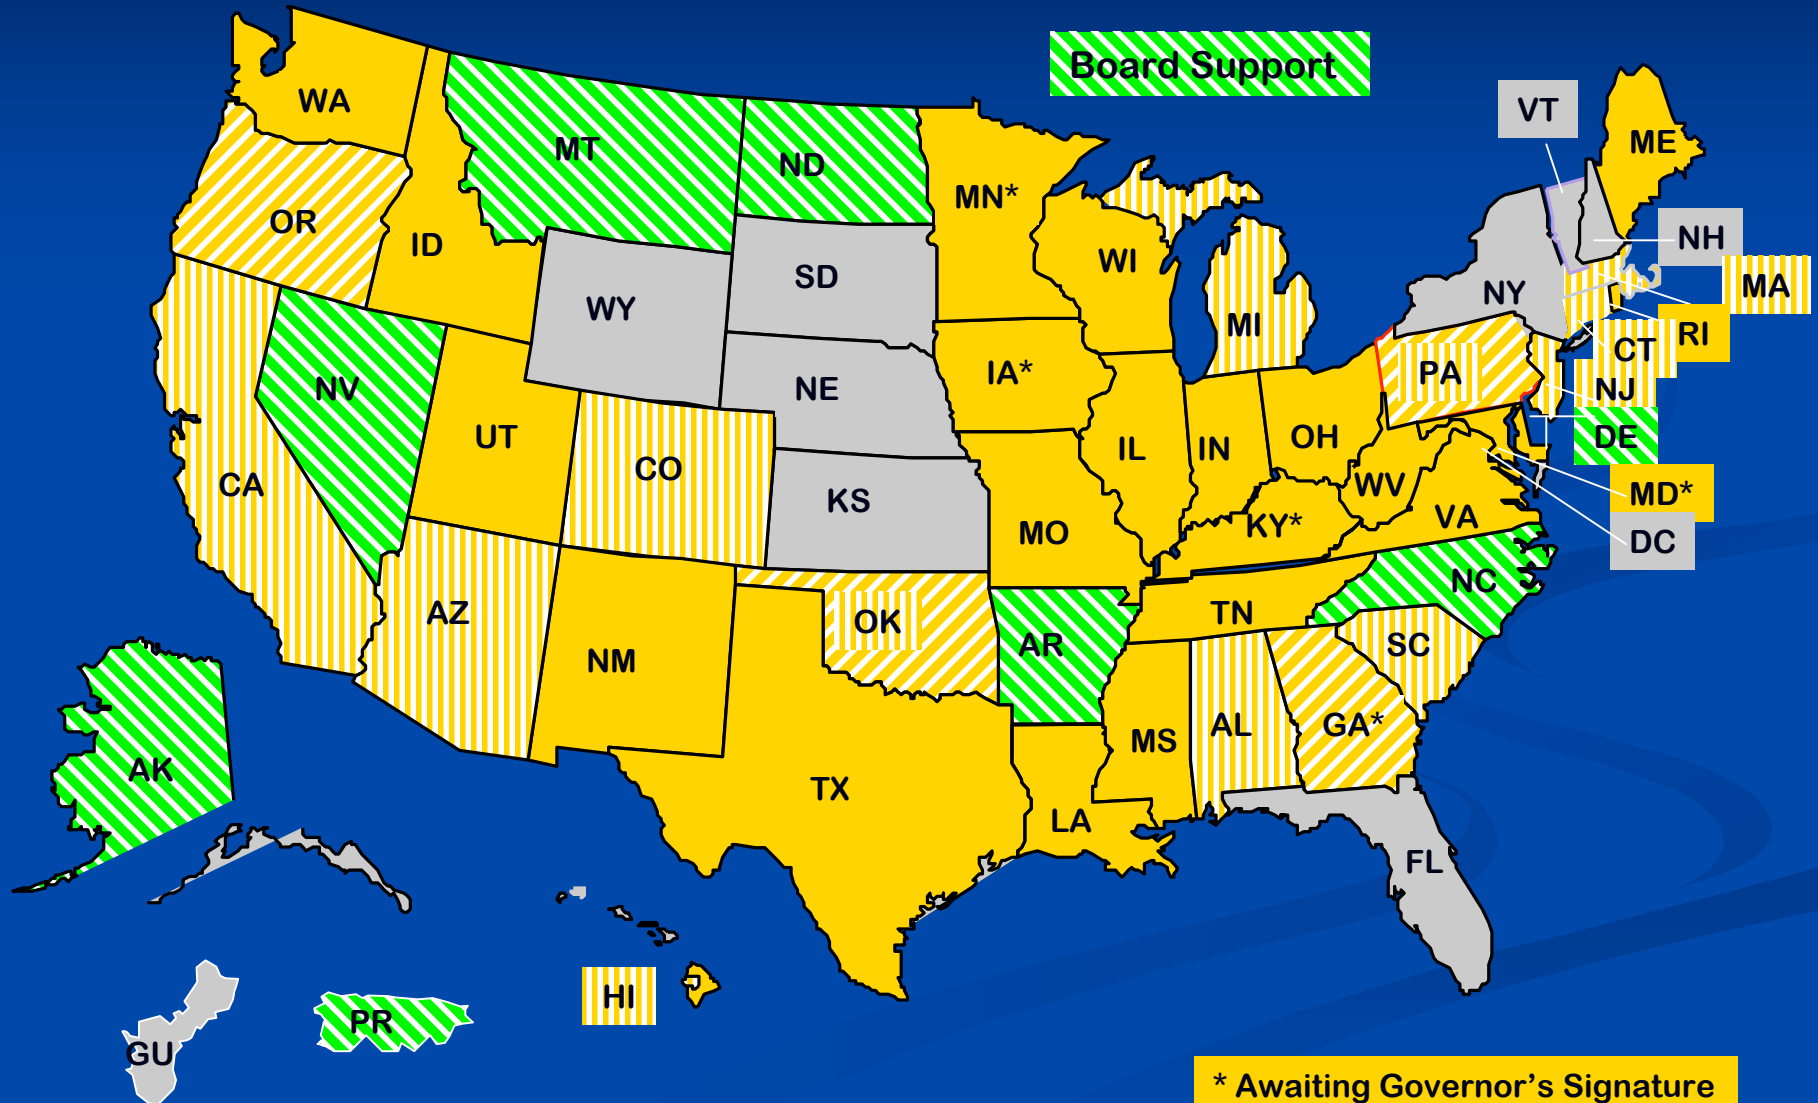 Board Support
VT
WA
ME
MT
ND
MN*
OR
NH
ID
WI
SD
MA
NY
WY
MI
RI
CT
IA*
PA
NV
NE
NJ
UT
OH
DE
IL
IN
CO
CA
WV
MD*
KS
VA
KY*
MO
DC
NC
AZ
TN
OK
AR
SC
NM
GA*
AL
MS
AK
TX
LA
FL
HI
PR
GU
* Awaiting Governor’s Signature